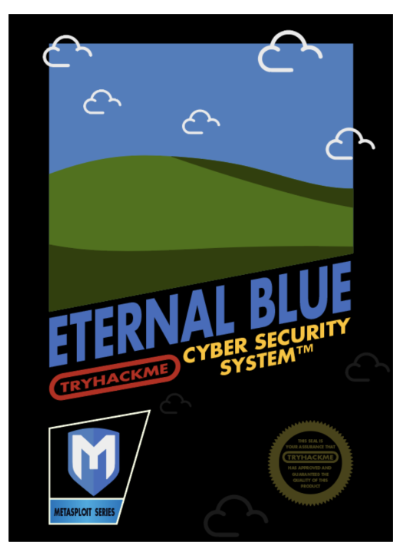 ETERNAL BLUE
CYBER SECURITY
SYSTEM™
TRYHACKME
M
METASPLOIT SERIES
THIS SEAL IS
YOUR ASSURANCE THAT
TRYHACKME
HAS APPROVED AND
GUARANTEED THE
QUALITY OF THIS
PRODUCT